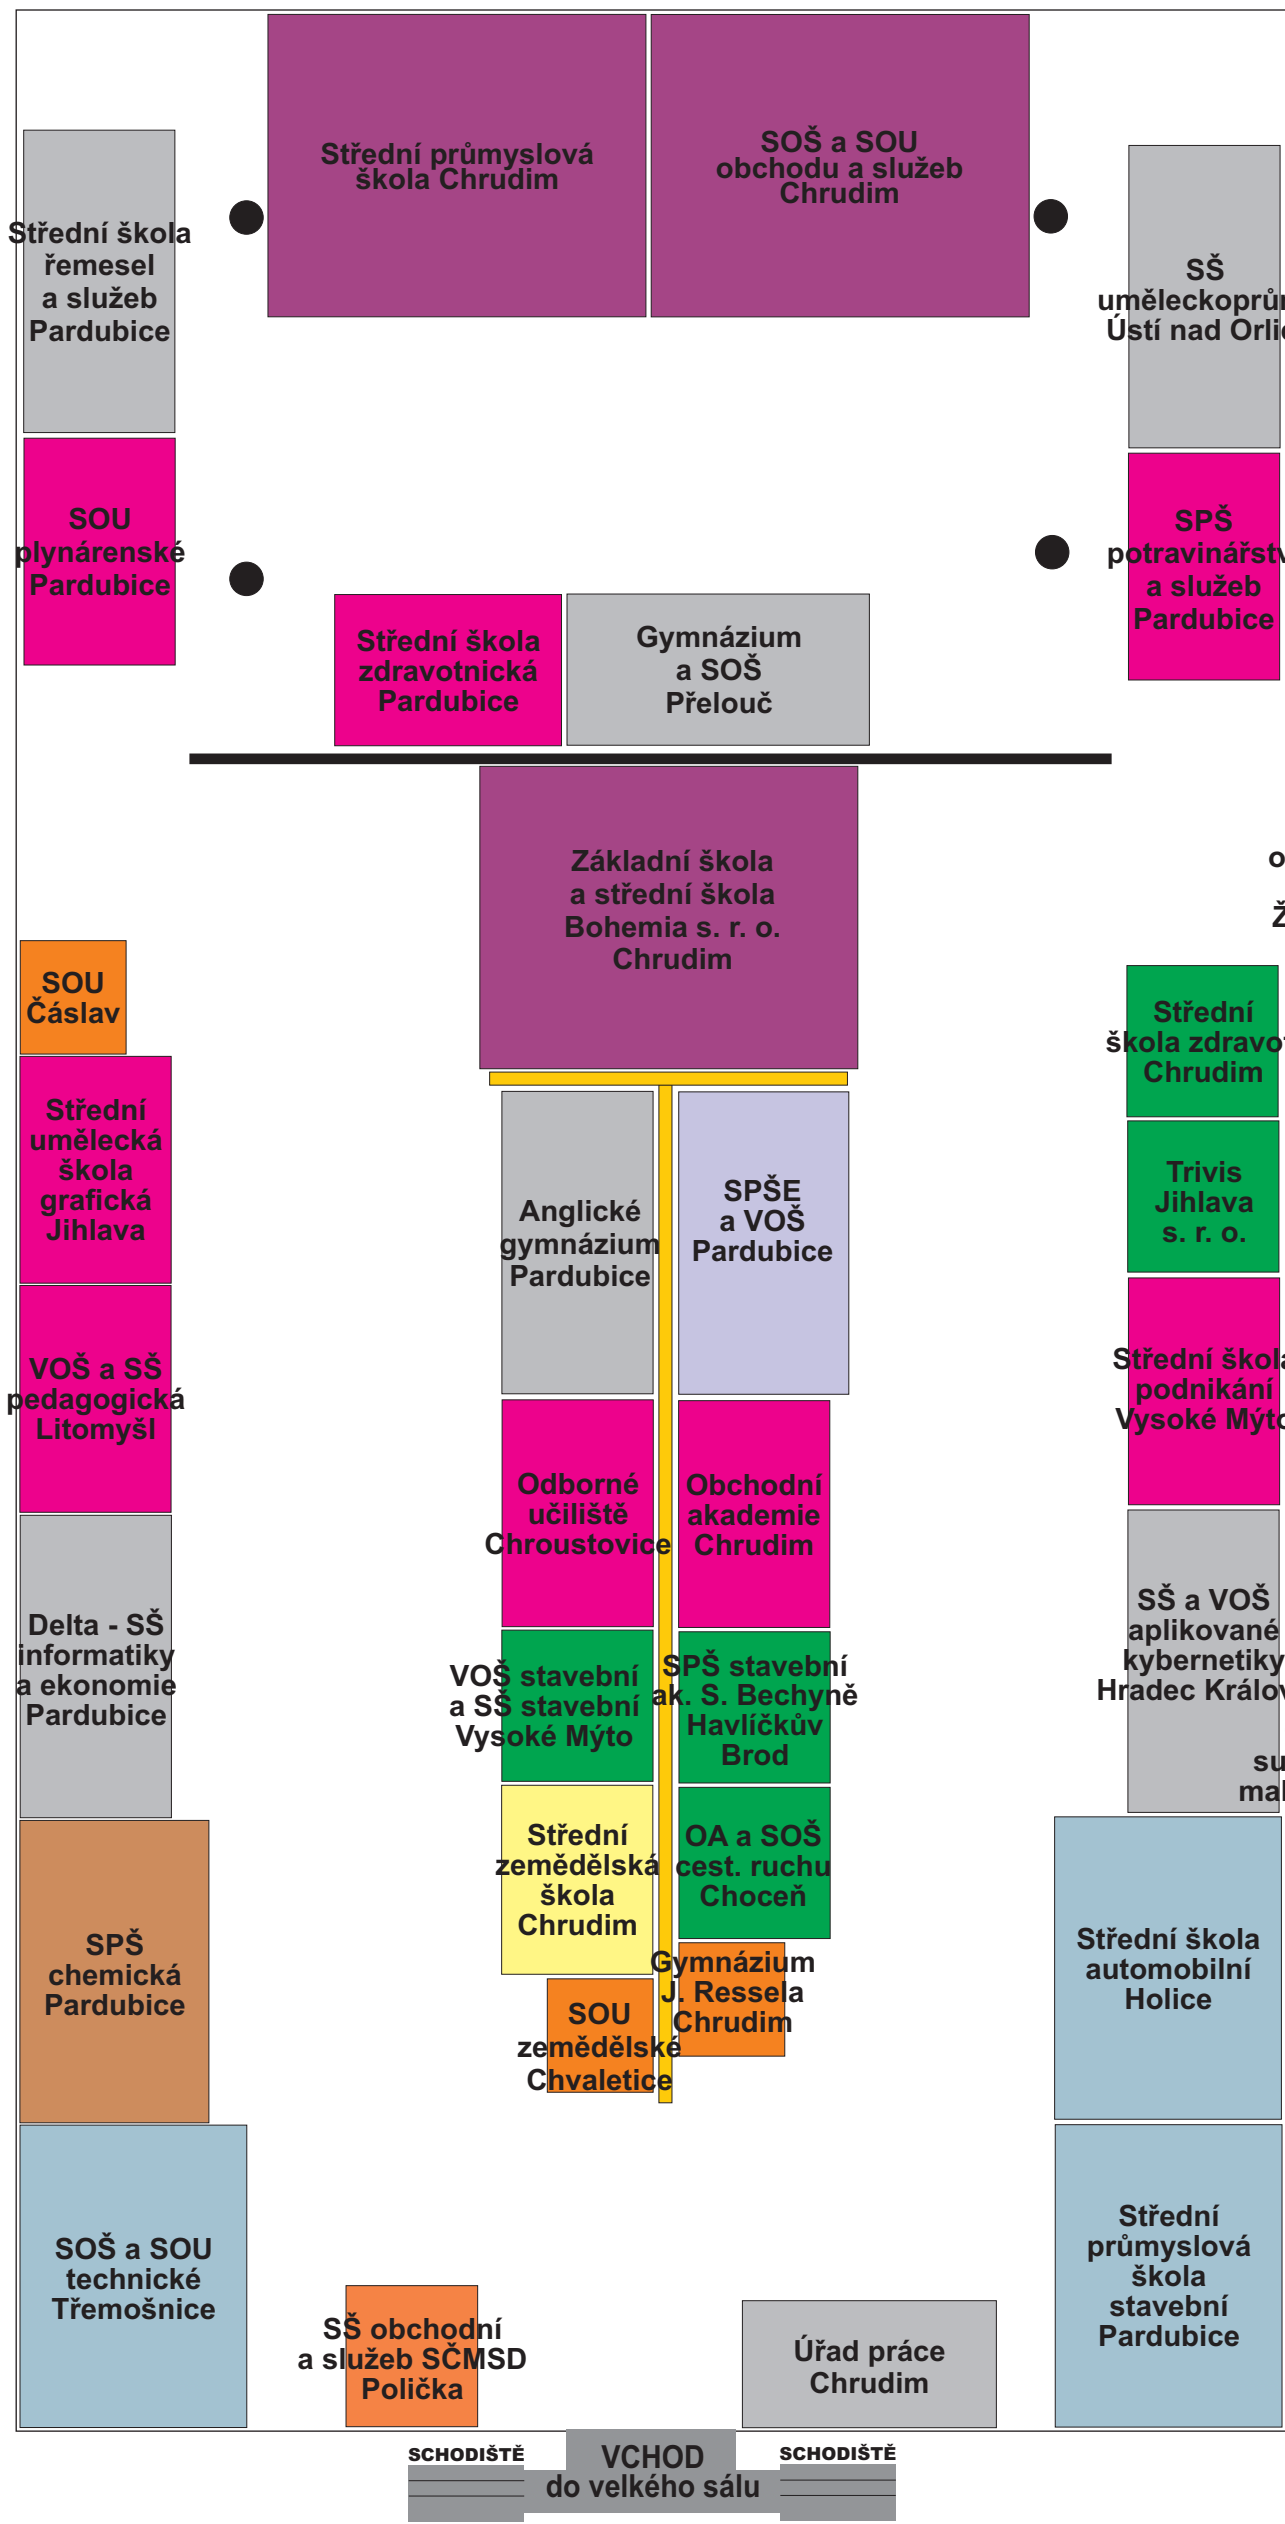 Střední průmyslová
škola Chrudim
SOŠ a SOU
obchodu a služeb
Chrudim
Střední škola
řemesel
a služeb
Pardubice
SŠ
uměleckoprůr
Ústí nad Orlic
SOU
plynárenské
Pardubice
SPŠ
potravinářstv
a služeb
Pardubice
Střední škola
zdravotnická
Pardubice
Gymnázium
a SOŠ
Přelouč
Základní škola
a střední škola
Bohemia s. r. o.
Chrudim
o
Ž
SOU
Čáslav
Střední
škola zdravot
Chrudim
Střední
umělecká
škola
grafická
Jihlava
Anglické
gymnázium
Pardubice
SPŠE
a VOŠ
Pardubice
Trivis
Jihlava
s. r. o.
VOŠ a SŠ
pedagogická
Litomyšl
Střední škola
podnikání
Vysoké Mýto
Odborné
učiliště
Chroustovice
Obchodní
akademie
Chrudim
Delta - SŠ
informatiky
a ekonomie
Pardubice
VOŠ stavební
a SŠ stavební
Vysoké Mýto
SPŠ stavební
ak. S. Bechyně
Havlíčkův
Brod
SŠ a VOŠ
aplikované
kybernetiky
Hradec Králov
su
mal
Střední
zemědělská
škola
Chrudim
OA a SOŠ
cest. ruchu
Choceň
SPŠ
chemická
Pardubice
Střední škola
automobilní
Holice
SOU
zemědělské
Chvaletice
Gymnázium
J. Ressela
Chrudim
SOŠ a SOU
technické
Třemošnice
Střední
průmyslová
škola
stavební
Pardubice
SŠ obchodní
a služeb SČMSD
Polička
Úřad práce
Chrudim
SCHODIŠTĚ
VCHOD
do velkého sálu
SCHODIŠTĚ